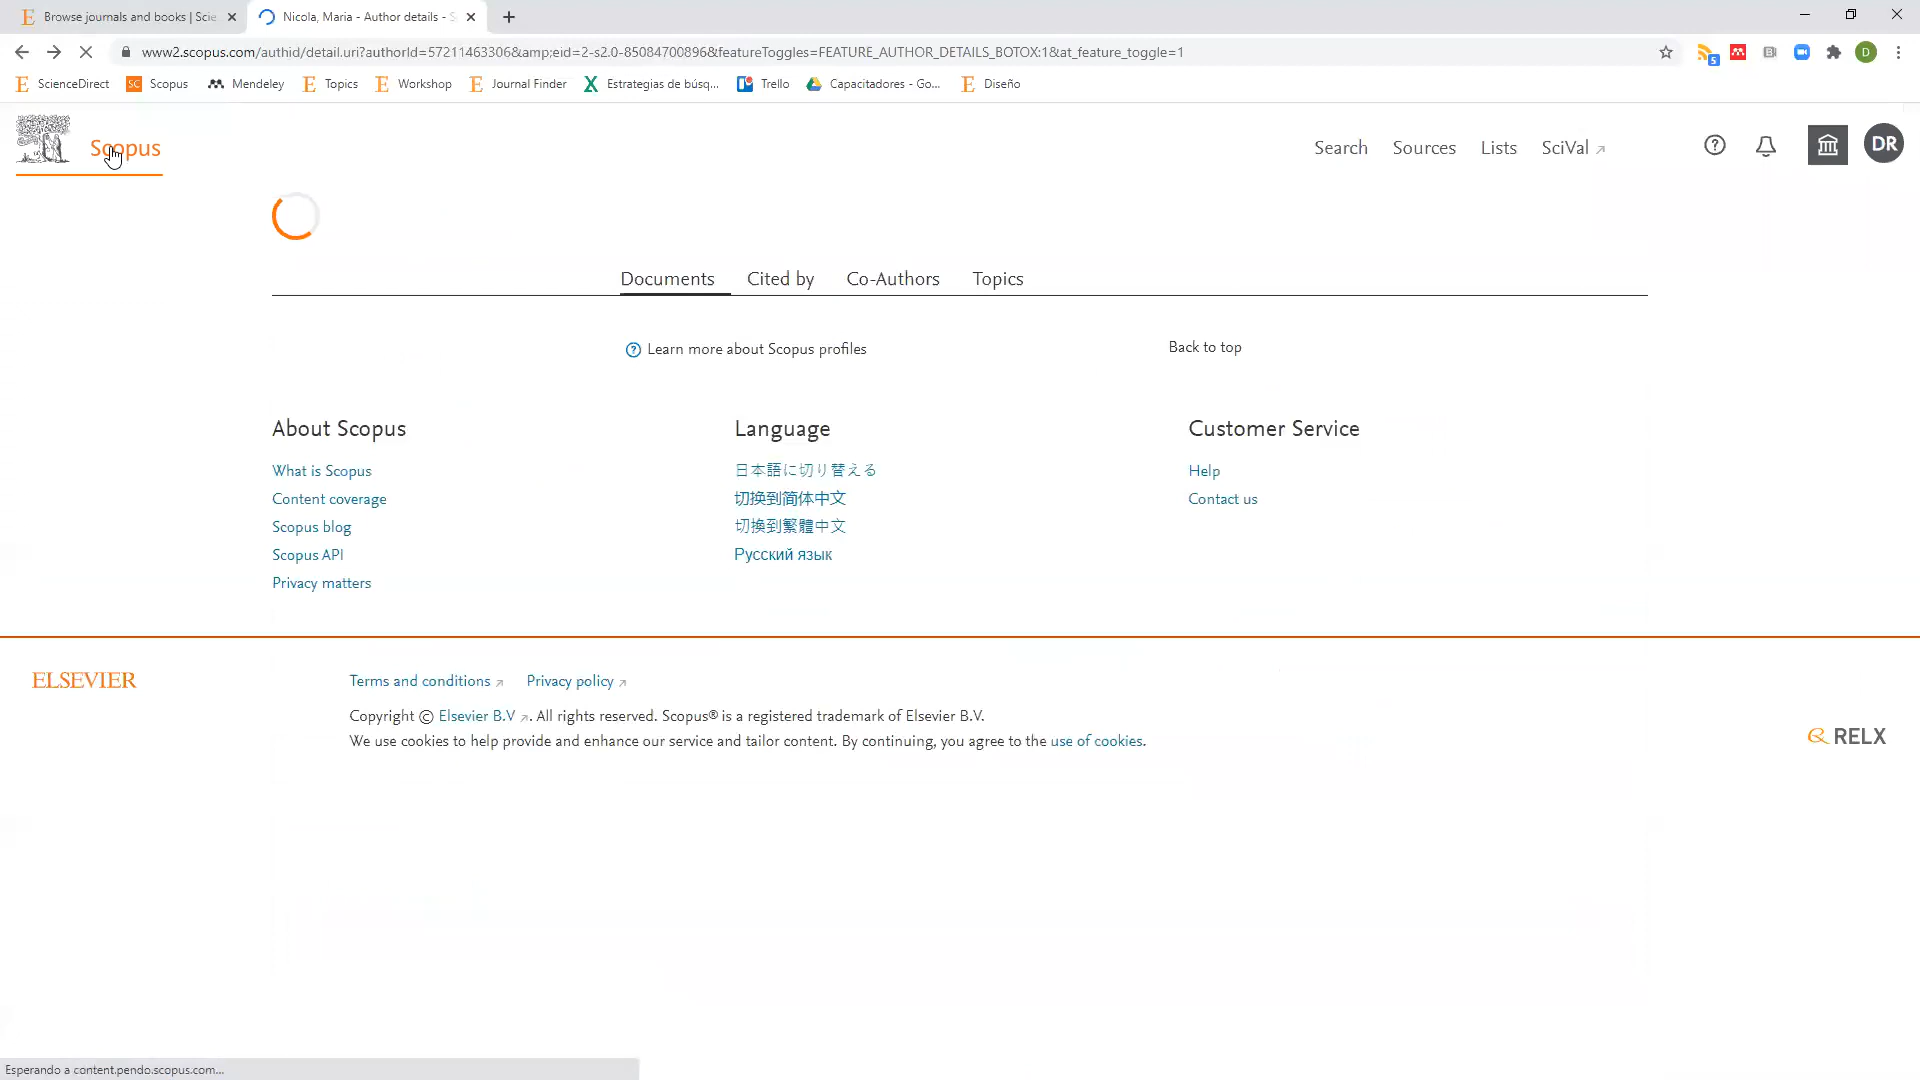 Browse journals and books | Scie
Nicola, Maria - Author details - S
www2.scopus.com/authid/detail.uri?authorId=57211463306&amp;eid=2-s2.0-85084700896&featureToggles=FEATURE_AUTHOR_DETAILS_BOTOX:1&at_feature_toggle=1
5
D
ScienceDirect
SC Scopus
Mendeley
Topics
Workshop
Journal Finder
Estrategias de búsq...
Trello
Capacitadores - Go...
Diseño
Scopus
Search
Sources
Lists
SciVal
DR
Documents
Cited by
Co-Authors
Topics
Learn more about Scopus profiles
Back to top
About Scopus
What is Scopus
Content coverage
Scopus blog
Scopus API
Privacy matters
Language
日本語に切り替える
切换到简体中文
切換到繁體中文
Русский язык
Customer Service
Help
Contact us
ELSEVIER
Terms and conditions
Privacy policy
Copyright © Elsevier B.V. All rights reserved. Scopus® is a registered trademark of Elsevier B.V.
We use cookies to help provide and enhance our service and tailor content. By continuing, you agree to the use of cookies.
RELX
Esperando a content.pendo.scopus.com...